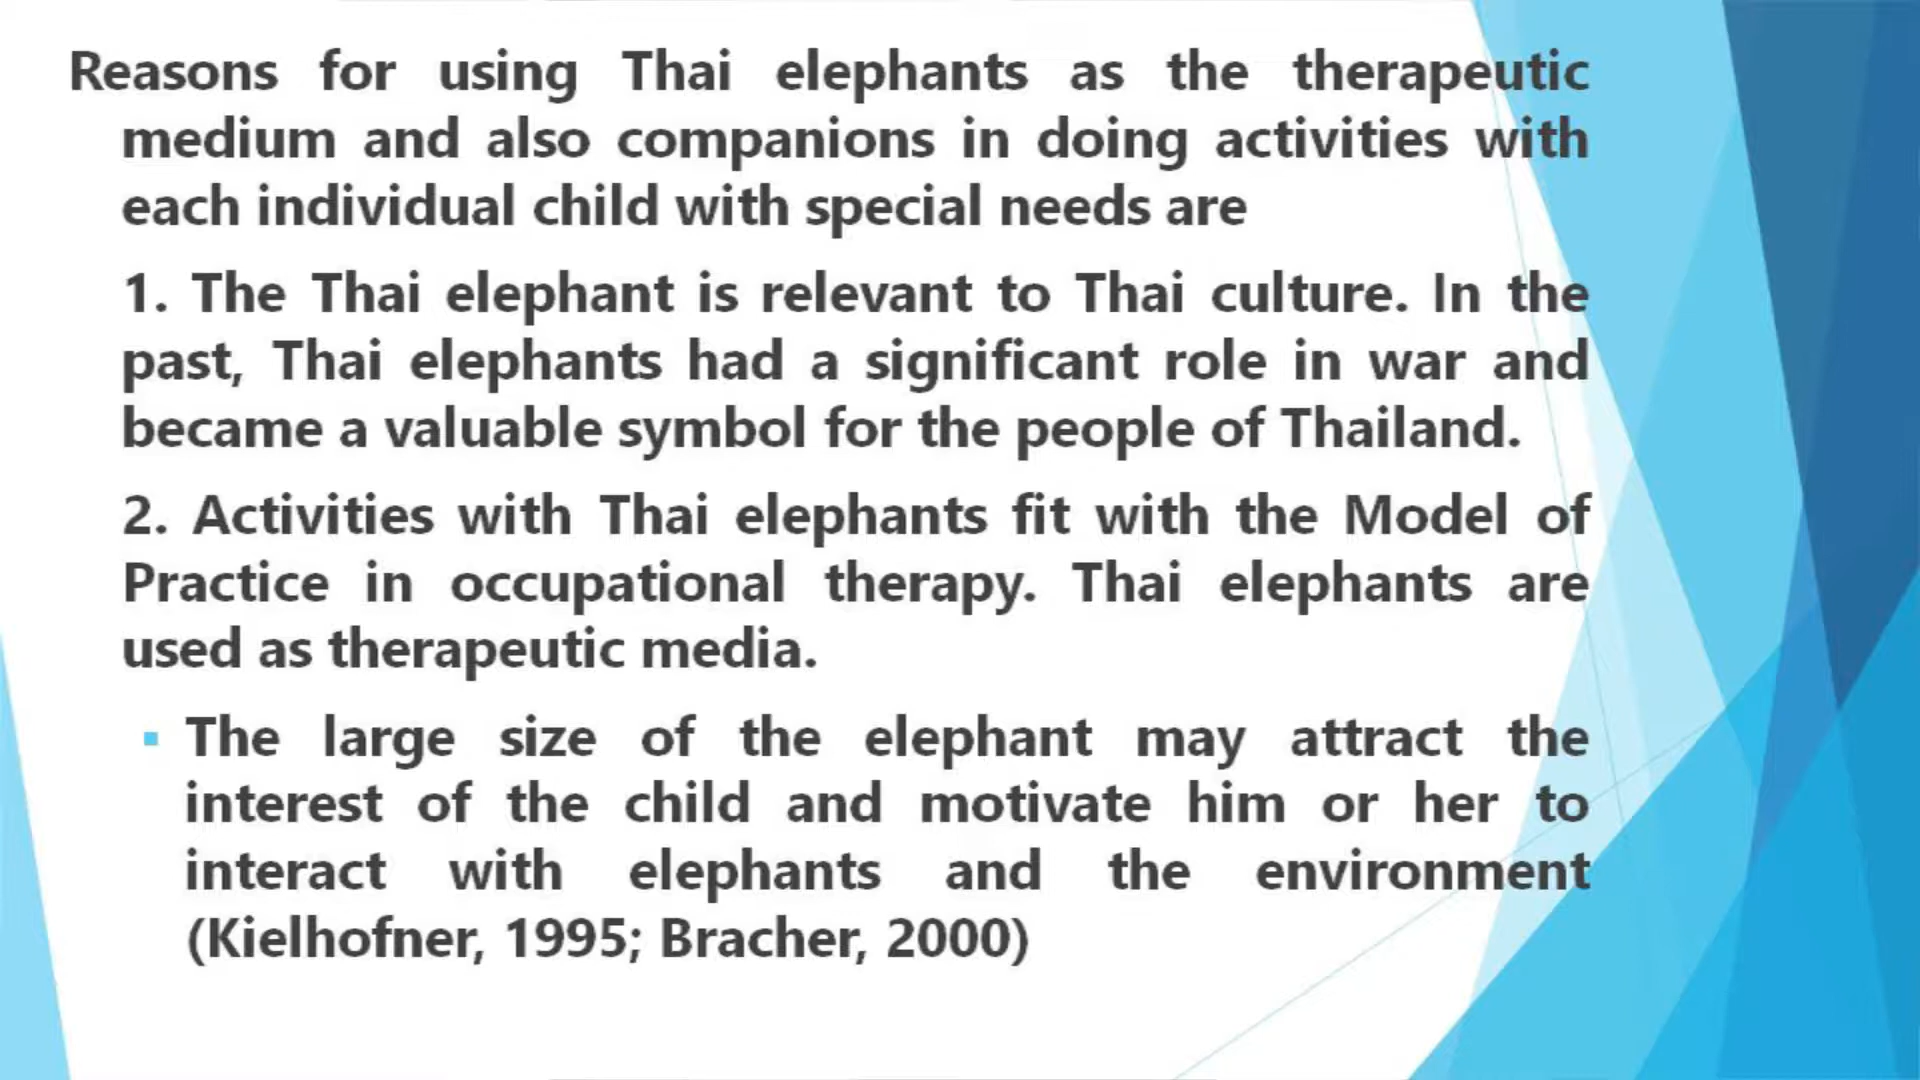 Reasons for using Thai elephants as the therapeutic
medium and also companions in doing activities with
each individual child with special needs are
1. The Thai elephant is relevant to Thai culture. In the
past, Thai elephants had a significant role in war and
became a valuable symbol for the people of Thailand.
2. Activities with Thai elephants fit with the Model of
Practice in occupational therapy. Thai elephants are
used as therapeutic media.
▪ The large size of the elephant may attract the
interest of the child and motivate him or her to
interact with elephants and the environment
(Kielhofner, 1995; Bracher, 2000)